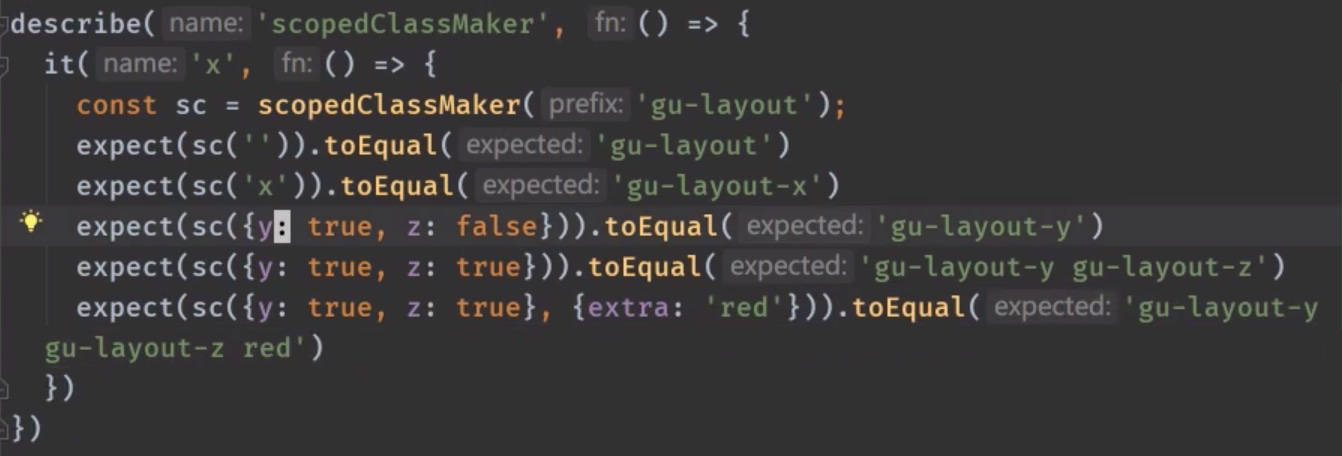 describe( name: 'scopedClassMaker', fn: () => {
it( name: 'x', fn: () => {
const sc = scopedClassMaker( prefix: 'gu-layout');
expect(sc('')).toEqual( expected: 'gu-layout')
expect(sc('x')).toEqual( expected: 'gu-layout-x')
expect(sc({y: true, z: false})).toEqual( expected: 'gu-layout-y')
expect(sc({y: true, z: true})).toEqual( expected: 'gu-layout-y gu-layout-z')
expect(sc({y: true, z: true}, {extra: 'red'})).toEqual( expected: 'gu-layout-y
gu-layout-z red')
})
})